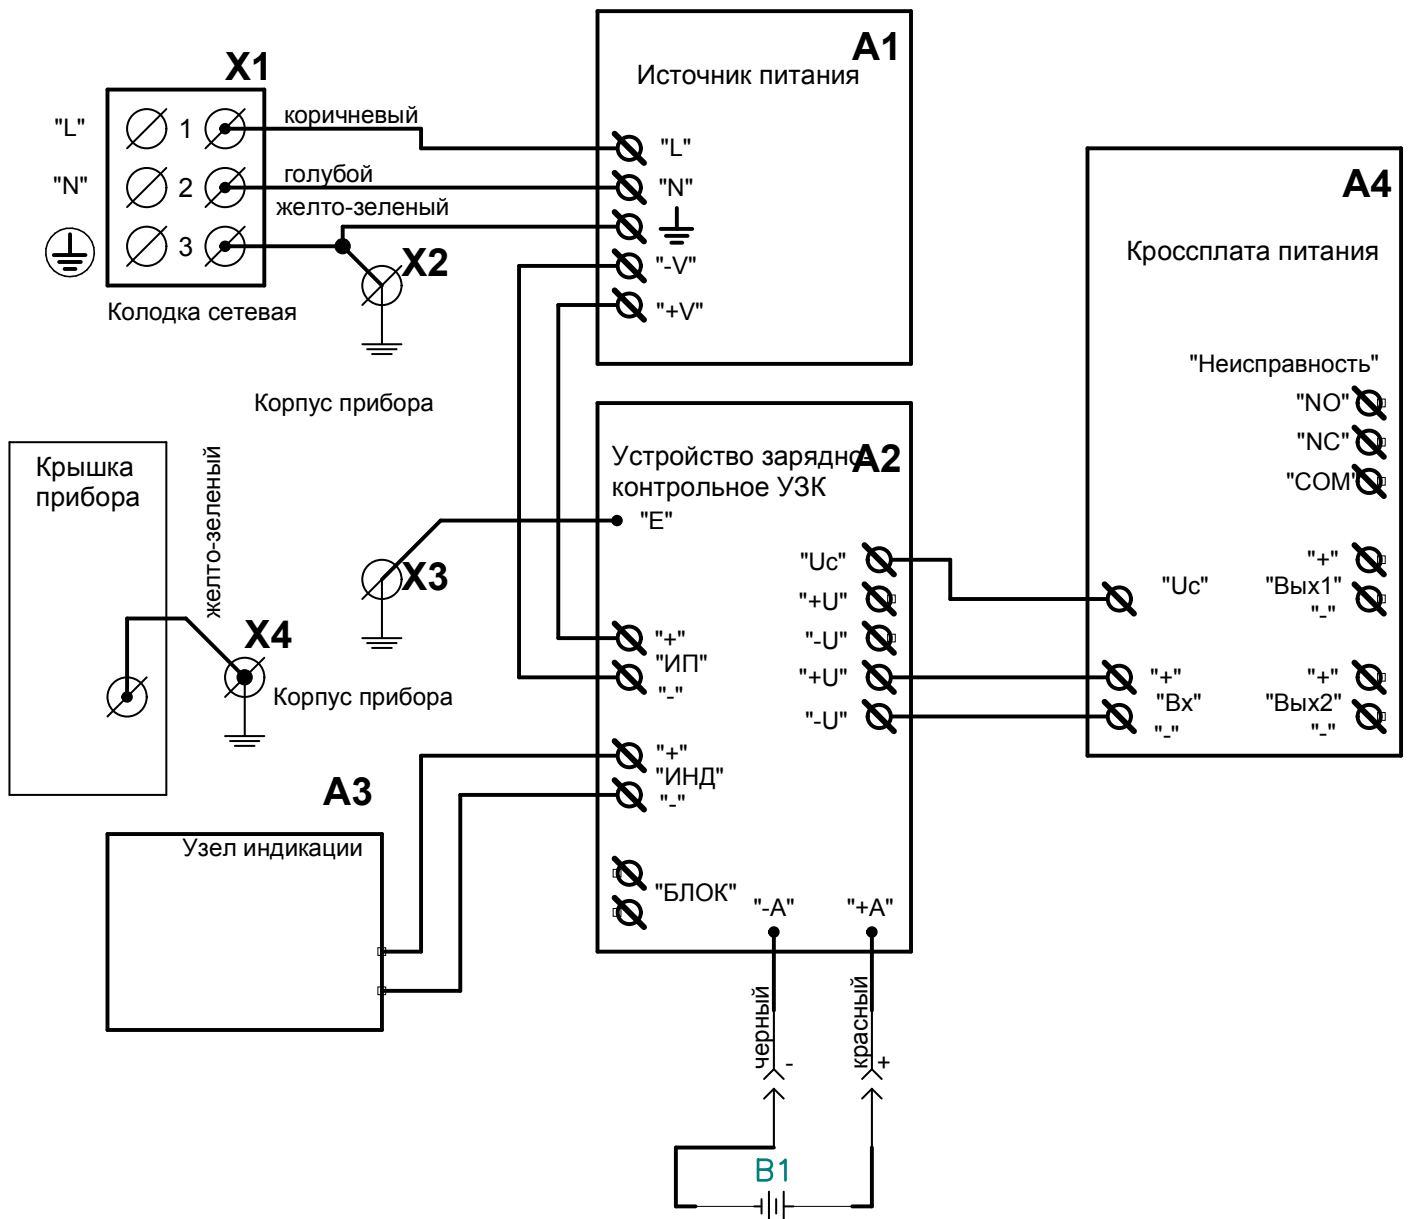 X1
"L"
1
"N"
2
3
коричневый
голубой
желто-зеленый
X2
Колодка сетевая
Корпус прибора
A1
Источник питания
"L"
"N"
"-V"
"+V"
Крышка
прибора
желто-зеленый
X4
Корпус прибора
X3
A2
Устройство зарядно-
контрольное УЗК
"E"
"Uc"
"+U"
"-U"
"+U"
"-U"
"+"
"ИП"
"-"
"+"
"ИНД"
"-"
"БЛОК"
"-A"
"+A"
черный
-
красный
+
B1
A3
Узел индикации
A4
Кроссплата питания
"Неисправность"
"NO"
"NC"
"COM"
"Uc"
"+"
"Вых1"
"-"
"+"
"Вх"
"-"
"+"
"Вых2"
"-"